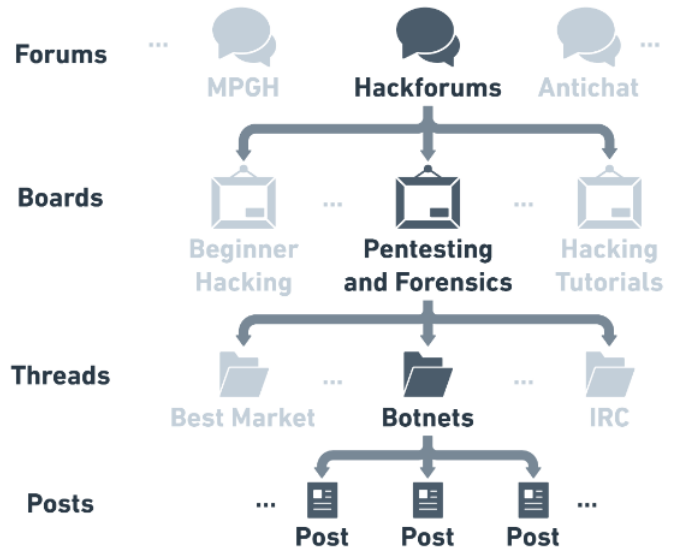 Forums
...
...
MPGH
Hackforums
Antichat
Boards
...
...
Beginner
Hacking
Pentesting
and Forensics
Hacking
Tutorials
Threads
...
...
Best Market
Botnets
IRC
Posts
...
...
Post
Post
Post